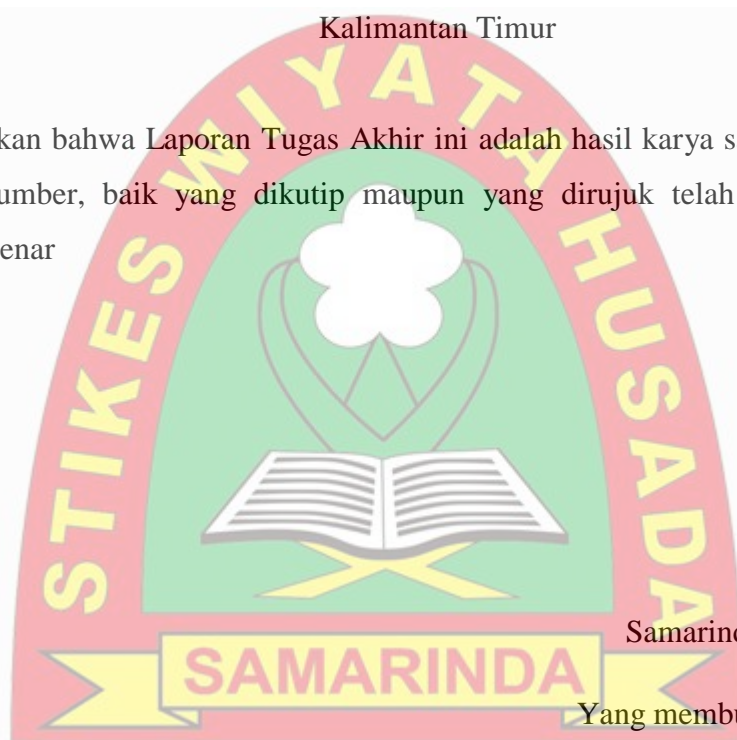 Kalimantan Timur
kan bahwa Laporan Tugas Akhir ini adalah hasil karya s
umber, baik yang dikutip maupun yang dirujuk telah
enar
STIKES WIYATA HUSADA
Samarind
SAMARINDA
Yang membu